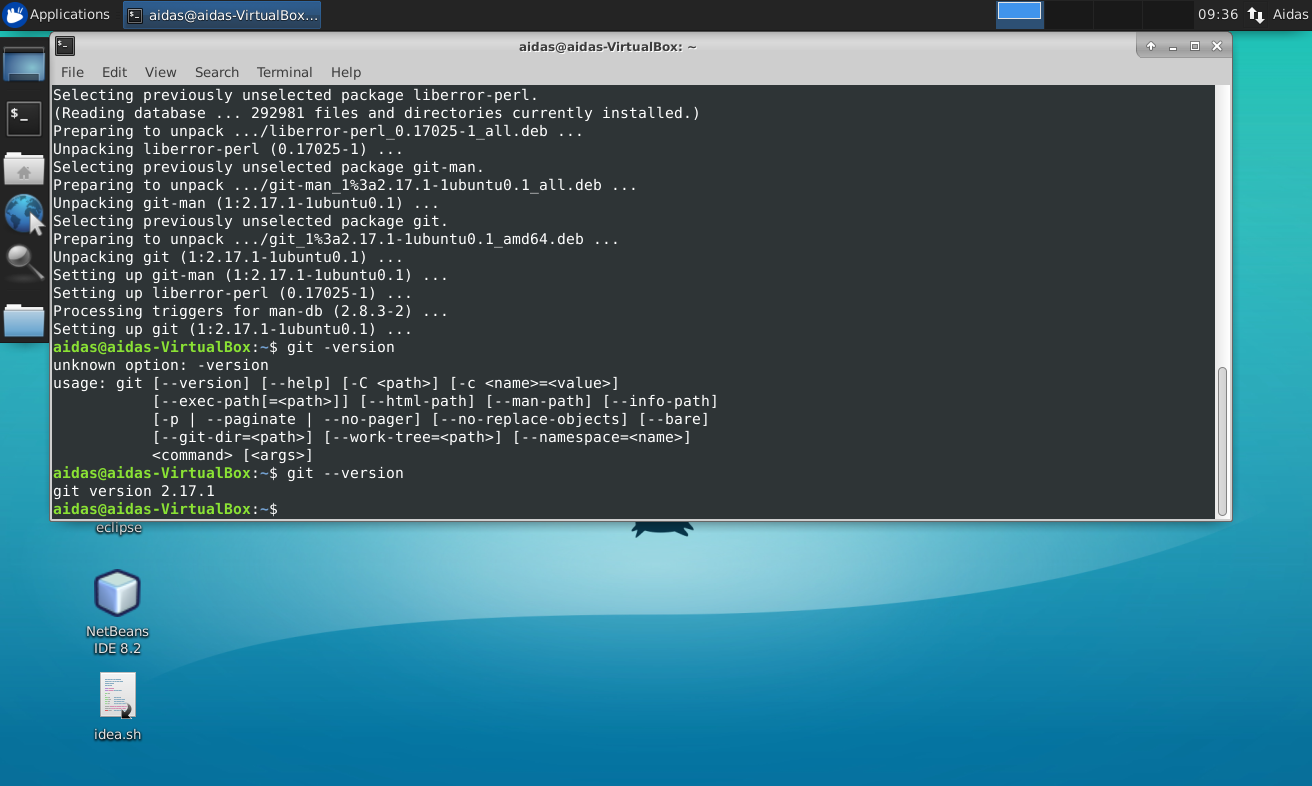 Applications
aidas@aidas-VirtualBox...
09:36
Aidas
aidas@aidas-VirtualBox: ~
File Edit View Search Terminal Help
Selecting previously unselected package liberror-perl.
(Reading database ... 292981 files and directories currently installed.)
Preparing to unpack .../liberror-perl_0.17025-1_all.deb ...
Unpacking liberror-perl (0.17025-1) ...
Selecting previously unselected package git-man.
Preparing to unpack .../git-man_1%3a2.17.1-1ubuntu0.1_all.deb ...
Unpacking git-man (1:2.17.1-1ubuntu0.1) ...
Selecting previously unselected package git.
Preparing to unpack .../git_1%3a2.17.1-1ubuntu0.1_amd64.deb ...
Unpacking git (1:2.17.1-1ubuntu0.1) ...
Setting up git-man (1:2.17.1-1ubuntu0.1) ...
Setting up liberror-perl (0.17025-1) ...
Processing triggers for man-db (2.8.3-2) ...
Setting up git (1:2.17.1-1ubuntu0.1) ...
aidas@aidas-VirtualBox:~$ git -version
unknown option: -version
usage: git [--version] [--help] [-C <path>] [-c <name>=<value>]
           [--exec-path[=<path>]] [--html-path] [--man-path] [--info-path]
           [-p | --paginate | --no-pager] [--no-replace-objects] [--bare]
           [--git-dir=<path>] [--work-tree=<path>] [--namespace=<name>]
           <command> [<args>]
aidas@aidas-VirtualBox:~$ git --version
git version 2.17.1
aidas@aidas-VirtualBox:~$
eclipse
NetBeans
IDE 8.2
idea.sh